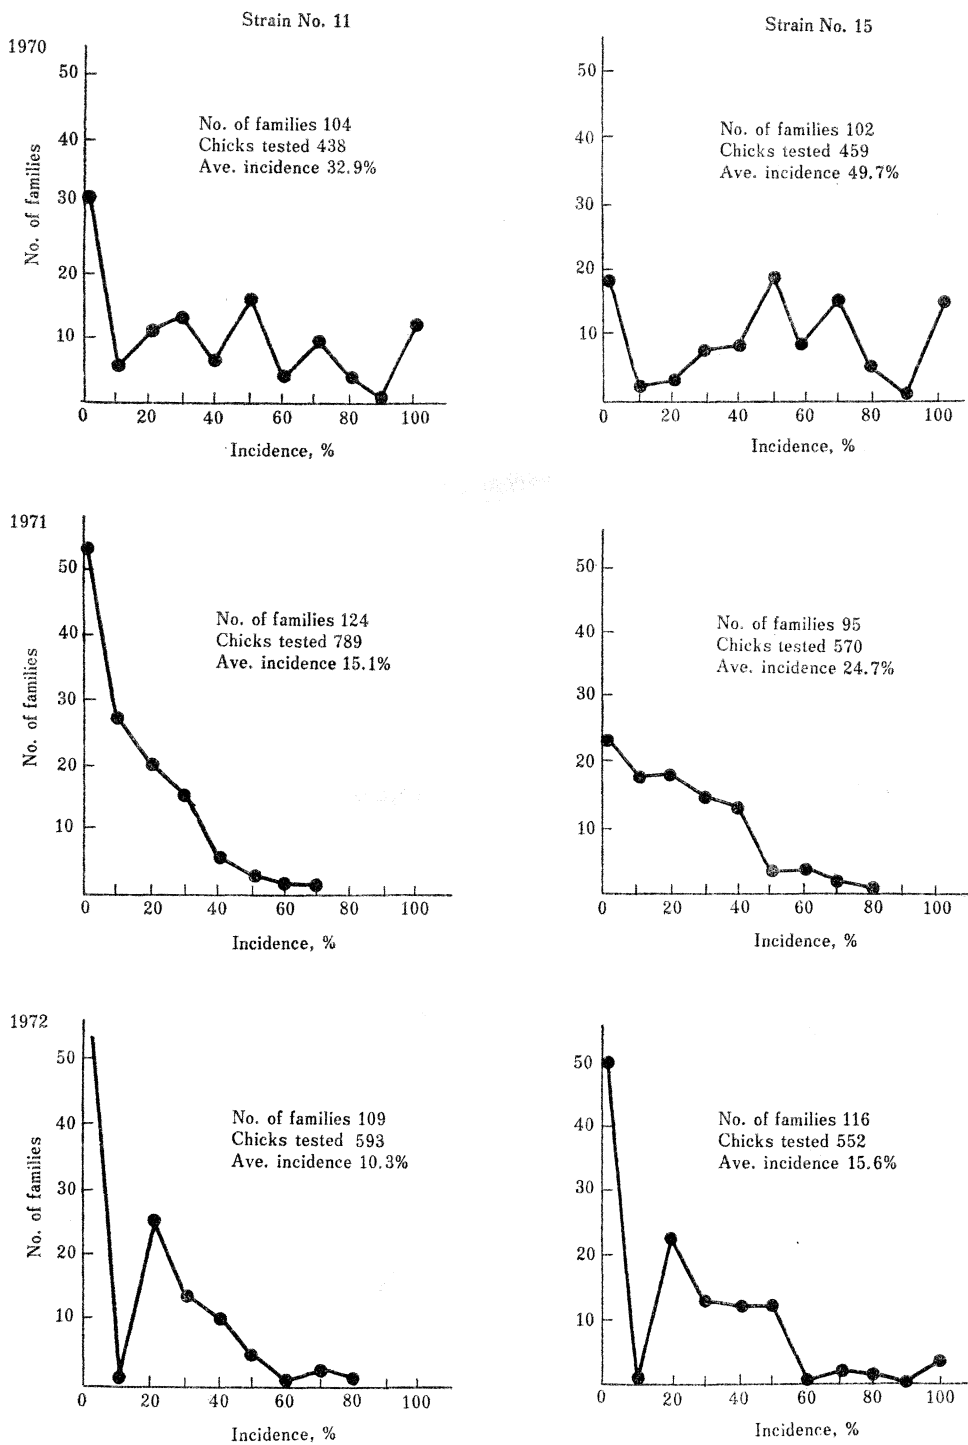 Strain No. 11
Strain No. 15
1970
No. of families
50
40
30
20
10
No. of families 104
Chicks tested 438
Ave. incidence 32.9%
0 20 40 60 80 100
Incidence, %
50
40
30
20
10
No. of families 102
Chicks tested 459
Ave. incidence 49.7%
0 20 40 60 80 100
Incidence, %
1971
No. of families
50
40
30
20
10
No. of families 124
Chicks tested 789
Ave. incidence 15.1%
0 20 40 60 80 100
Incidence, %
50
40
30
20
10
No. of families 95
Chicks tested 570
Ave. incidence 24.7%
0 20 40 60 80 100
Incidence, %
1972
No. of families
50
40
30
20
10
No. of families 109
Chicks tested 593
Ave. incidence 10.3%
0 20 40 60 80 100
Incidence, %
50
40
30
20
10
No. of families 116
Chicks tested 552
Ave. incidence 15.6%
0 20 40 60 80 100
Incidence, %